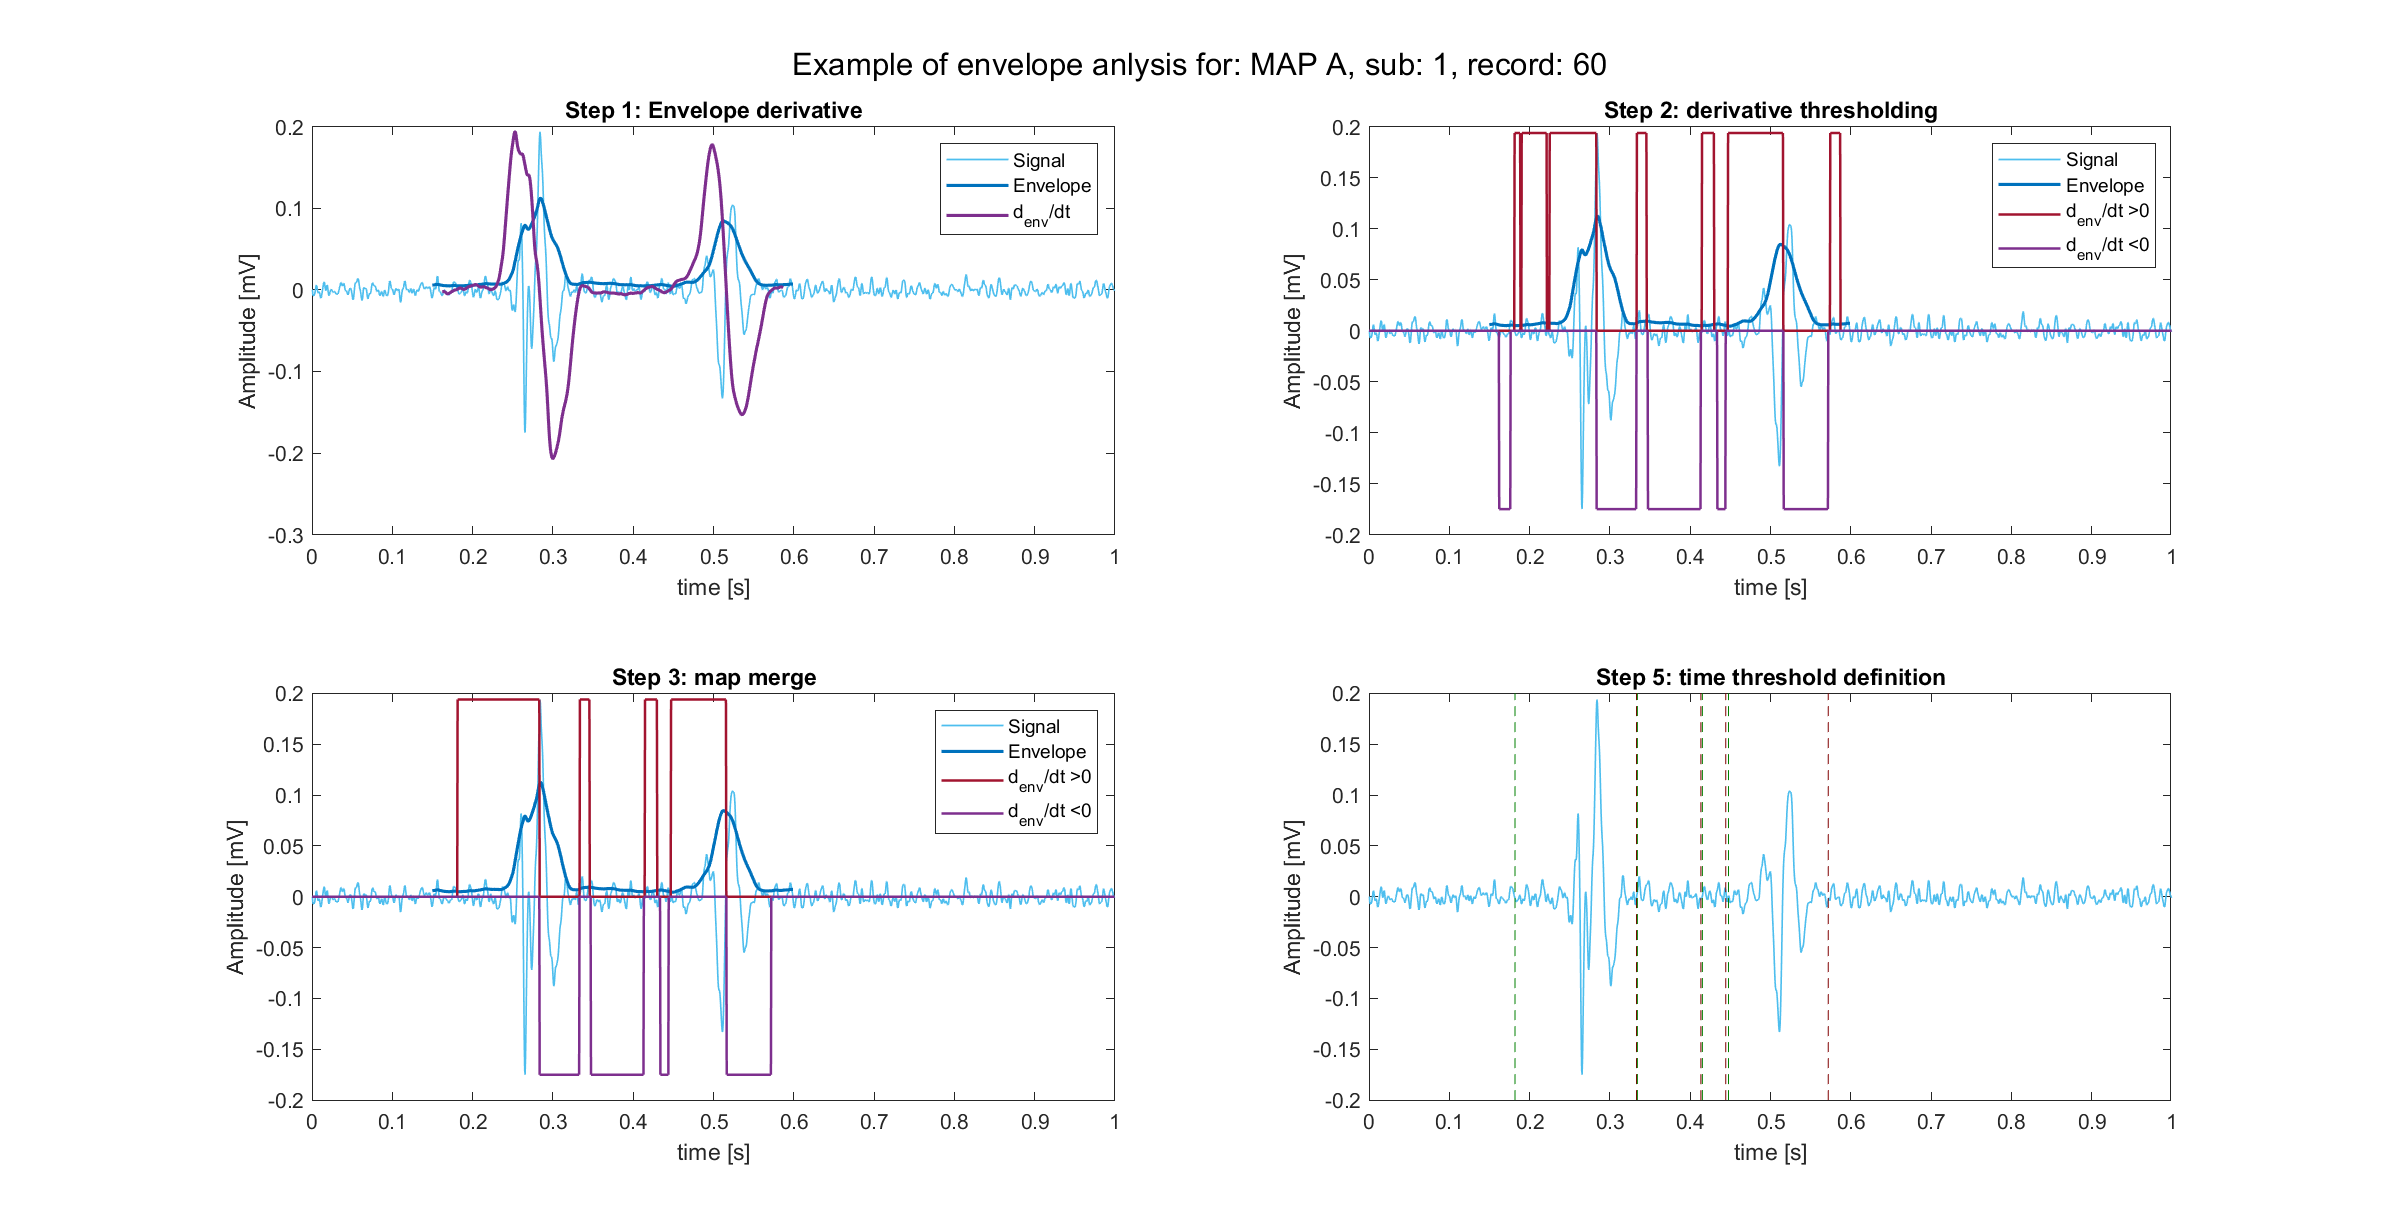 Example of envelope anlysis for: MAP A, sub: 1, record: 60
Step 1: Envelope derivative
Amplitude [mV]
0.2
0.1
0
-0.1
-0.2
-0.3
0 0.1 0.2 0.3 0.4 0.5 0.6 0.7 0.8 0.9 1
time [s]
Signal
Envelope
d_env/dt
Step 2: derivative thresholding
Amplitude [mV]
0.2
0.15
0.1
0.05
0
-0.05
-0.1
-0.15
-0.2
0 0.1 0.2 0.3 0.4 0.5 0.6 0.7 0.8 0.9 1
time [s]
Signal
Envelope
d_env/dt >0
d_env/dt <0
Step 3: map merge
Amplitude [mV]
0.2
0.15
0.1
0.05
0
-0.05
-0.1
-0.15
-0.2
0 0.1 0.2 0.3 0.4 0.5 0.6 0.7 0.8 0.9 1
time [s]
Signal
Envelope
d_env/dt >0
d_env/dt <0
Step 5: time threshold definition
Amplitude [mV]
0.2
0.15
0.1
0.05
0
-0.05
-0.1
-0.15
-0.2
0 0.1 0.2 0.3 0.4 0.5 0.6 0.7 0.8 0.9 1
time [s]